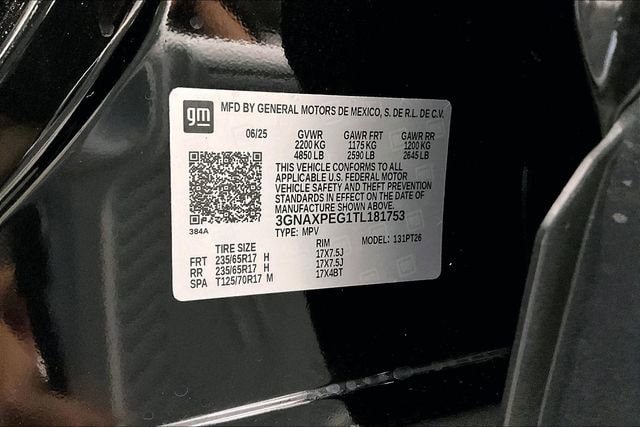 gm
MFD BY GENERAL MOTORS DE MEXICO, S. DE R.L. DE C.V.
06/25 GVWR GAWR FRT GAWR RR
2200 KG 1175 KG 1200 KG
4850 LB 2590 LB 2645 LB
THIS VEHICLE CONFORMS TO ALL
APPLICABLE U.S. FEDERAL MOTOR
VEHICLE SAFETY AND THEFT PREVENTION
STANDARDS IN EFFECT ON THE DATE OF
MANUFACTURE SHOWN ABOVE.
3GNAXPEG1TL181753
384A
TYPE: MPV MODEL: 131PT26
TIRE SIZE RIM
FRT 235/65R17 H 17X7.5J
RR 235/65R17 H 17X7.5J
SPA T125/70R17 M 17X4BT